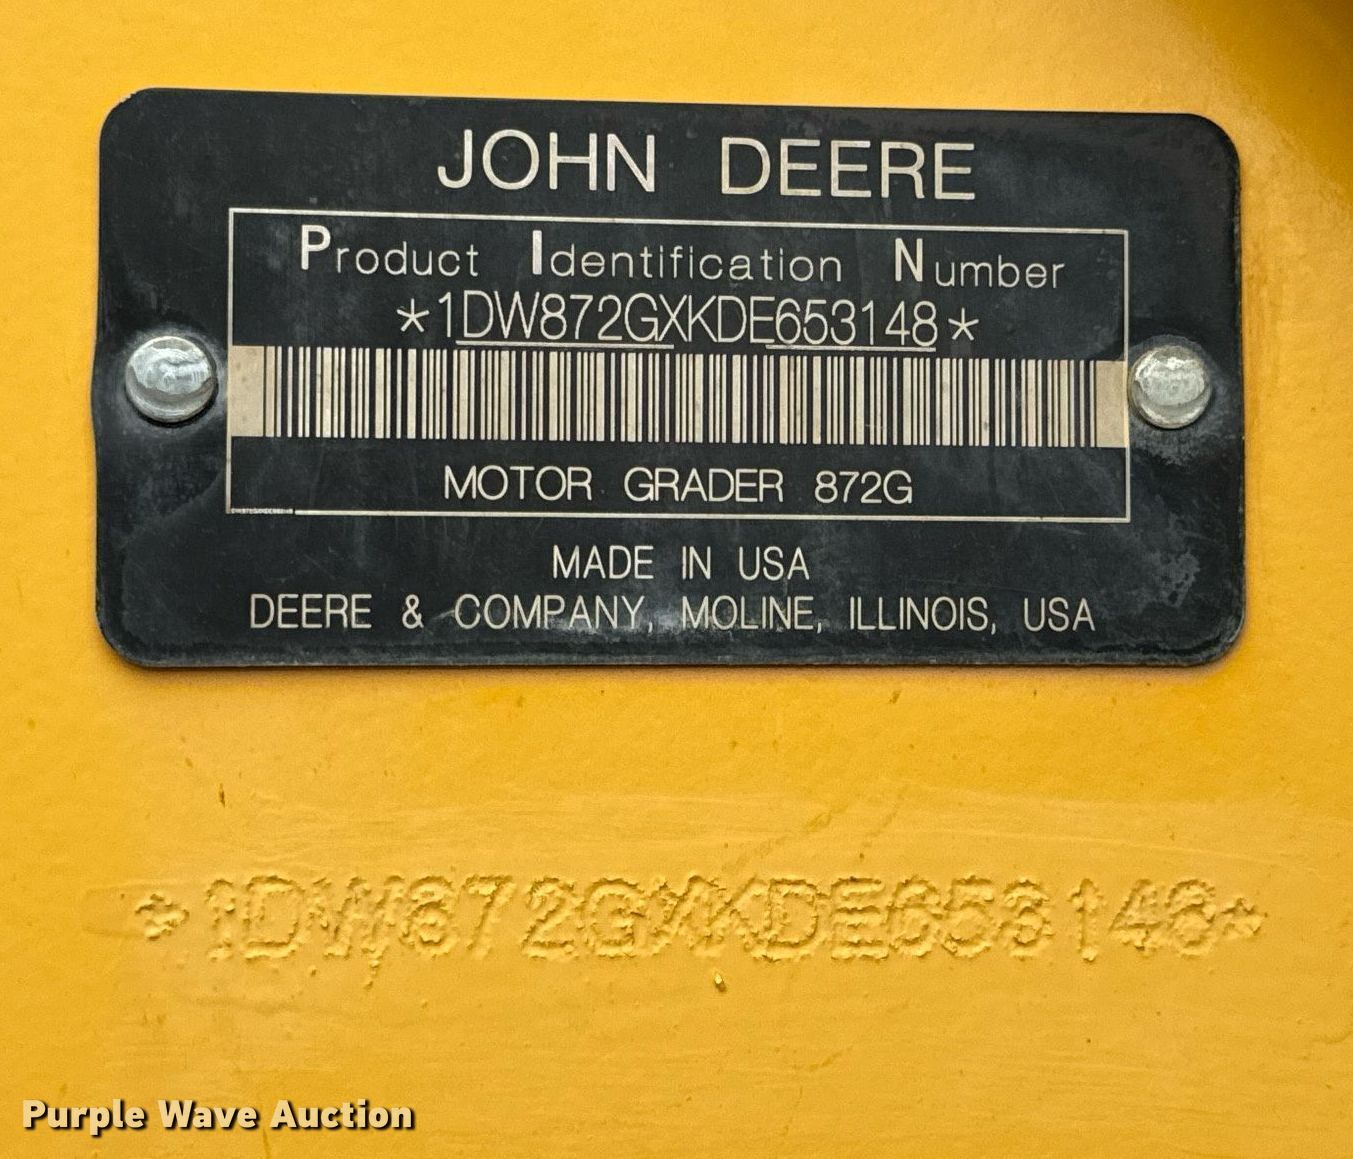 JOHN DEERE
Product Identification Number
*1DW872GXKDE653148*
MOTOR GRADER 872G
MADE IN USA
DEERE & COMPANY, MOLINE, ILLINOIS, USA
*1DW872GXKDE653148*
Purple Wave Auction